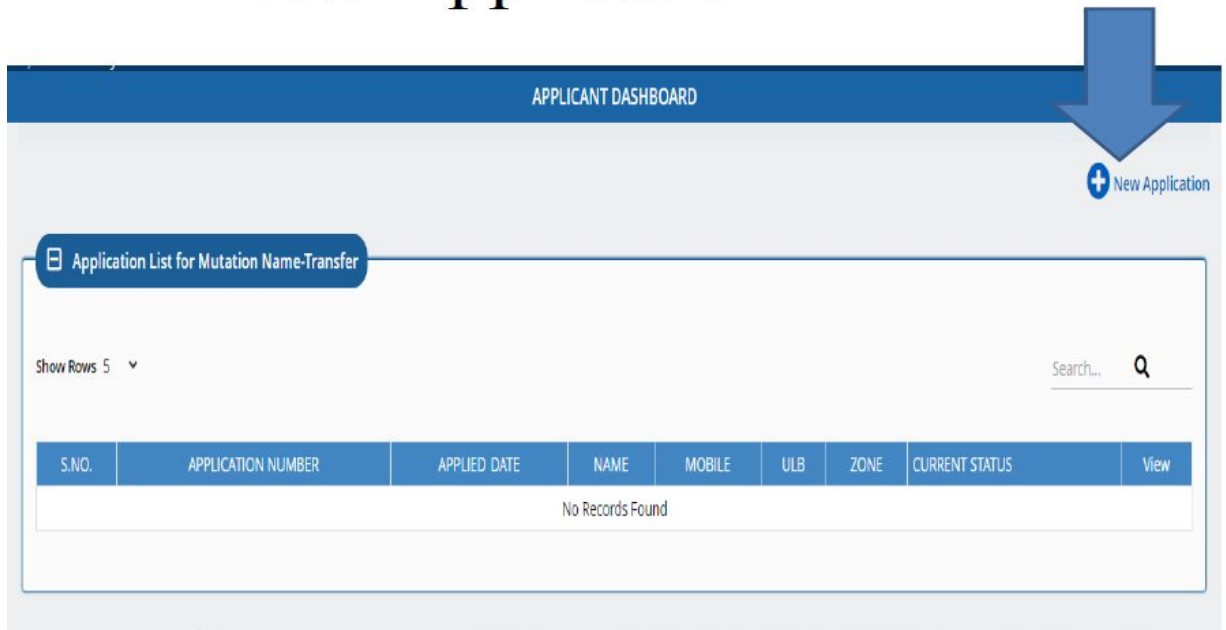 APPLICANT DASHBOARD
New Application
Application List for Mutation Name-Transfer
Show Rows 5
Search...
S.NO. APPLICATION NUMBER APPLIED DATE NAME MOBILE ULB ZONE CURRENT STATUS View
No Records Found